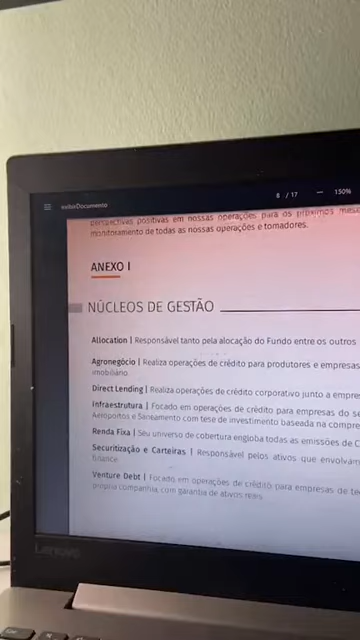 exibirDocumento
8 / 17 — 150%
perspectivas positivas em nossas operações para os próximos
monitoramento de todas as nossas operações e tomadores.
ANEXO I
NÚCLEOS DE GESTÃO
Allocation | Responsável tanto pela alocação do Fundo entre os outros
Agronegócio | Realiza operações de crédito para produtores e empresas
imobiliário.
Direct Lending | Realiza operações de crédito corporativo junto a
Infraestrutura | Focado em operações de crédito para empresas do
Aeroportos e Saneamento com tese de investimento baseada na
Renda Fixa | Seu universo de cobertura engloba todas as emissões de
Securitização e Carteiras | Responsável pelos ativos que
finance.
Venture Debt | Focado em operações de crédito para empresas de
própria companhia, com garantia de ativos reais.
Lenovo